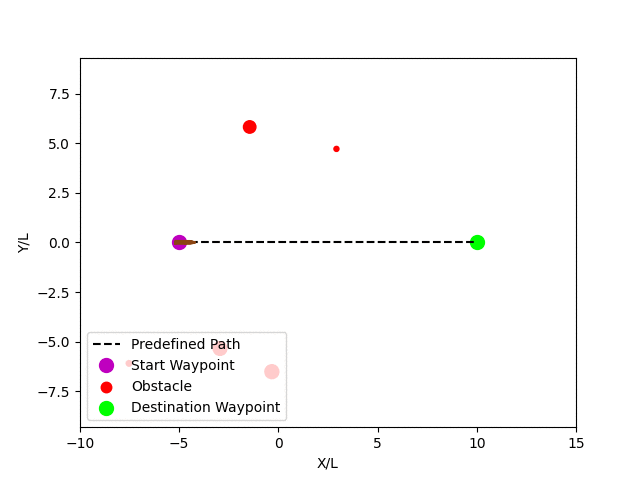 7.5
5.0
2.5
0.0
−2.5
−5.0
−7.5
Y/L
Predefined Path
Start Waypoint
Obstacle
Destination Waypoint
−10
−5
0
5
10
15
X/L